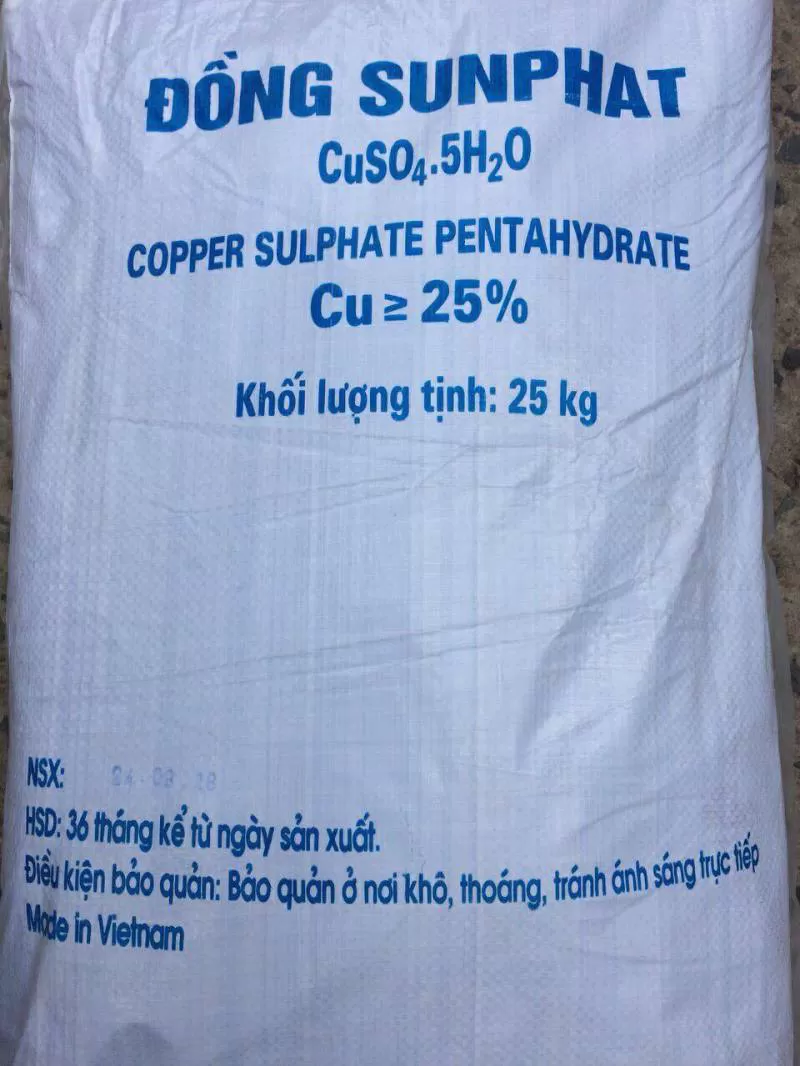 ĐỒNG SUNPHAT
CuSO₄.5H₂O
COPPER SULPHATE PENTAHYDRATE
Cu ≥ 25%
Khối lượng tịnh: 25 kg
NSX:
HSD: 36 tháng kể từ ngày sản xuất.
Điều kiện bảo quản: Bảo quản ở nơi khô, thoáng, tránh ánh sáng trực tiếp
Made in Vietnam